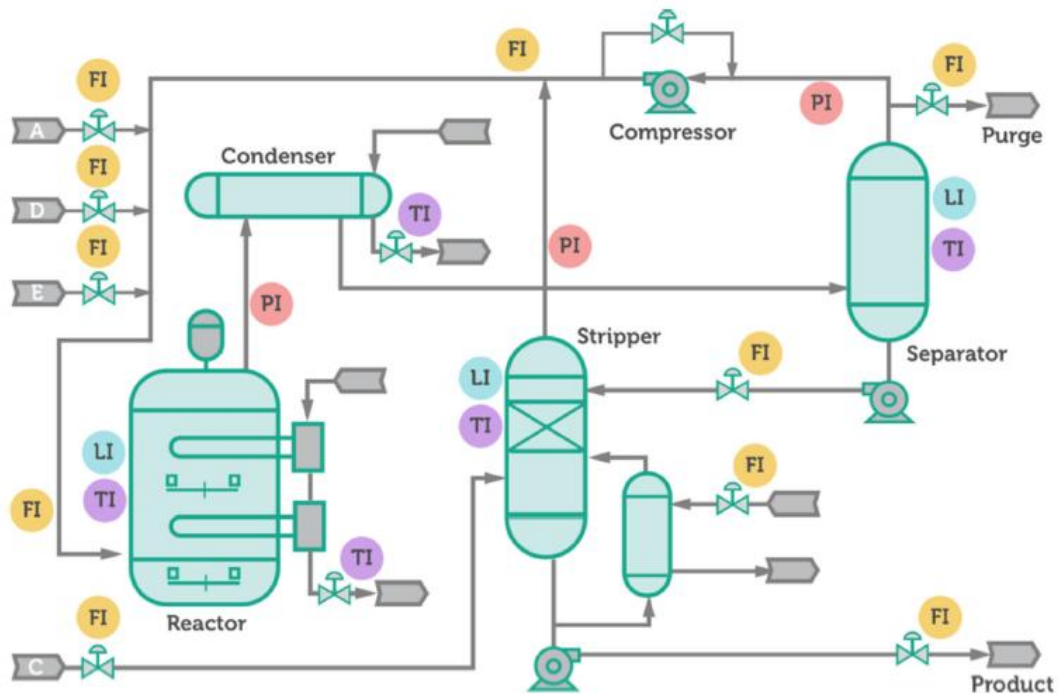 FI
FI
FI
PI
Purge
Compressor
A
FI
Condenser
D
FI
TI
LI
TI
PI
E
PI
Stripper
FI
Separator
LI
TI
LI
TI
FI
FI
TI
Reactor
FI
FI
C
Product